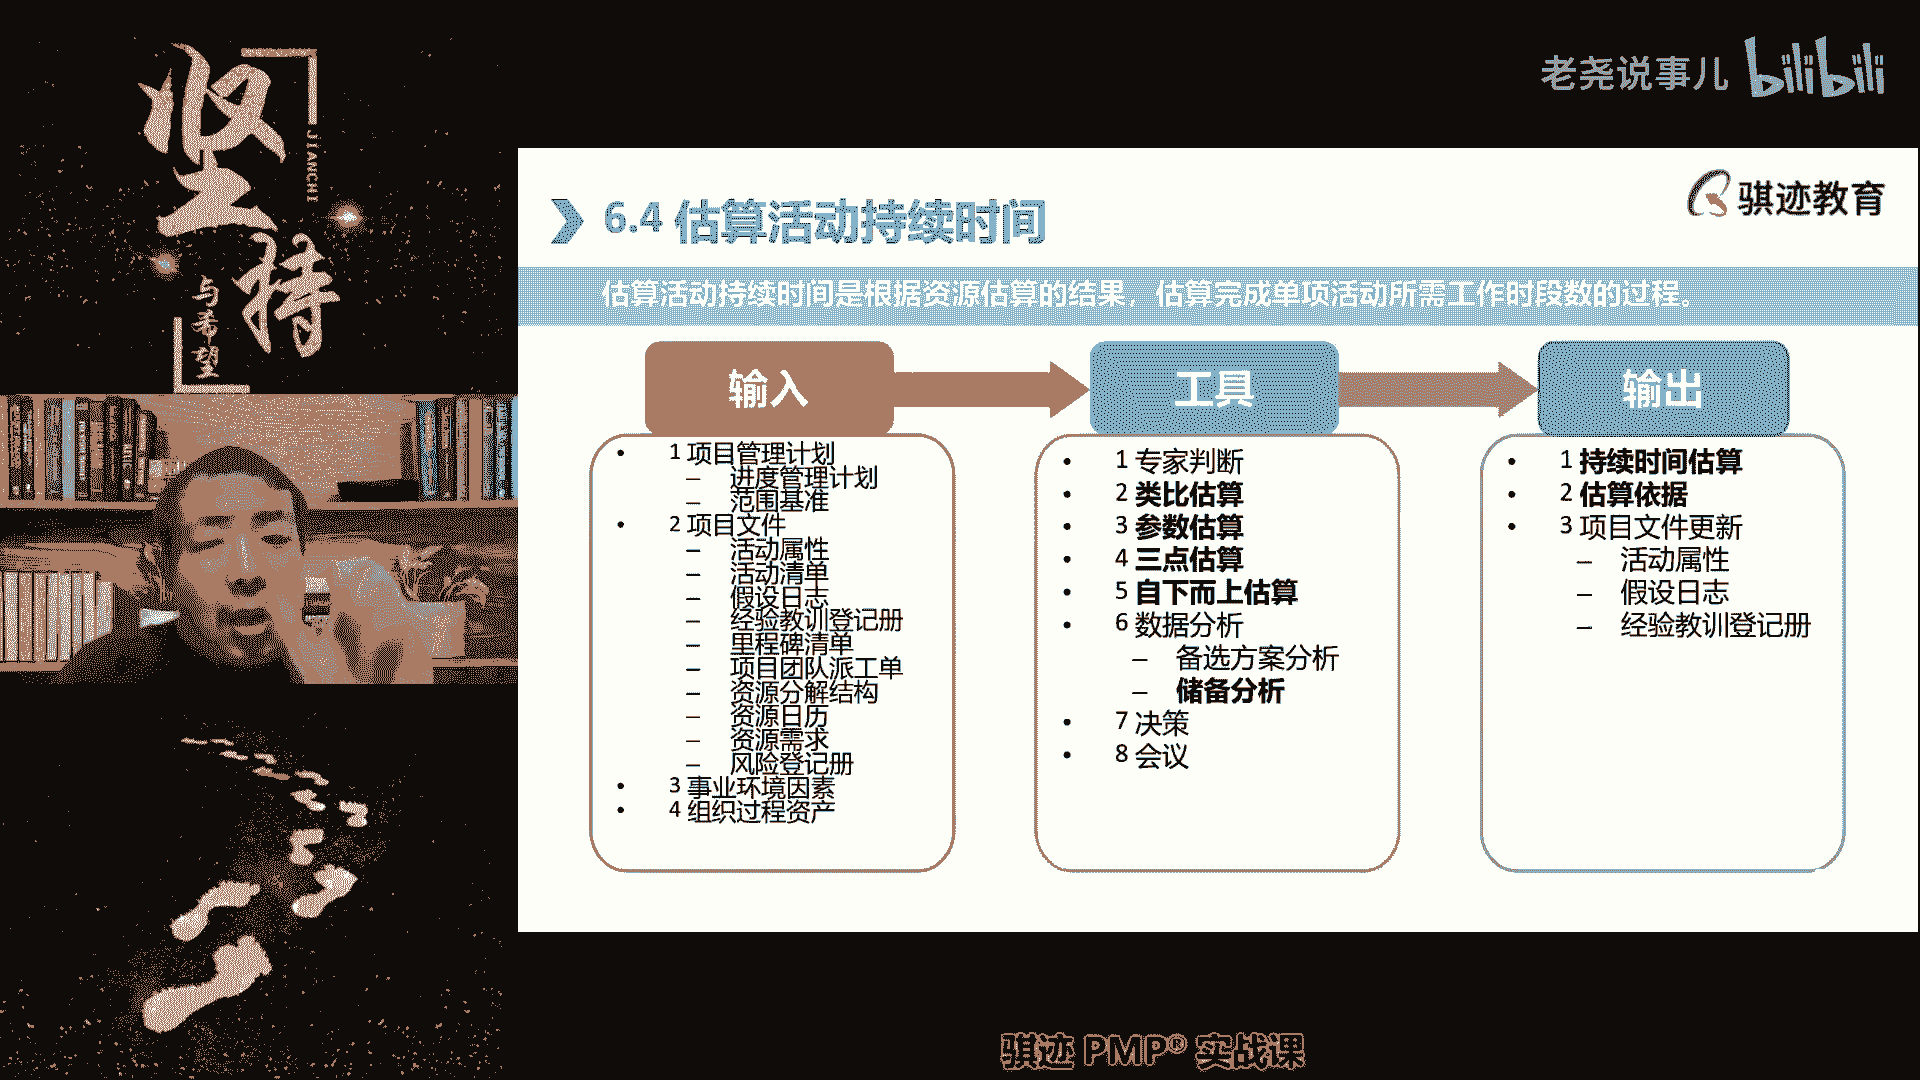 坚持
JIANCHI
与希望
老尧说事儿 bilibili
骐迹教育
6.4 估算活动持续时间
估算活动持续时间是根据资源估算的结果，估算完成单项活动所需工作时段数的过程。
输入
• 1 项目管理计划
– 进度管理计划
– 范围基准
• 2 项目文件
– 活动属性
– 活动清单
– 假设日志
– 经验教训登记册
– 里程碑清单
– 项目团队派工单
– 资源分解结构
– 资源日历
– 资源需求
– 风险登记册
• 3 事业环境因素
• 4 组织过程资产
工具
• 1 专家判断
• 2 类比估算
• 3 参数估算
• 4 三点估算
• 5 自下而上估算
• 6 数据分析
– 备选方案分析
– 储备分析
• 7 决策
• 8 会议
输出
• 1 持续时间估算
• 2 估算依据
• 3 项目文件更新
– 活动属性
– 假设日志
– 经验教训登记册
骐迹 PMP® 实战课